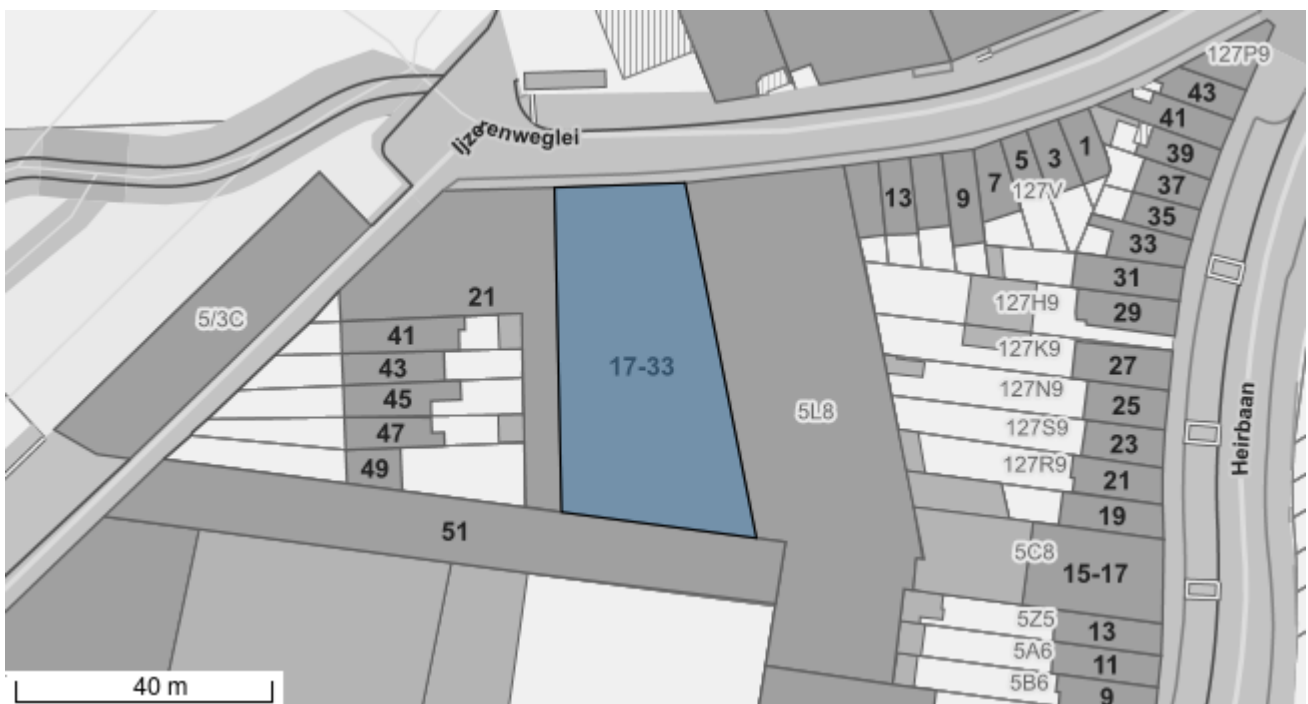 127P9
43
41
39
37
35
33
31
29
27
25
23
21
19
15-17
13
11
9
Ijzerenweglei
1
3
5
7
9
13
127V
127H9
127K9
127N9
127S9
127R9
5C8
5Z5
5A6
5B6
Heirbaan
5/3C
21
41
43
45
47
49
51
17-33
5L8
40 m